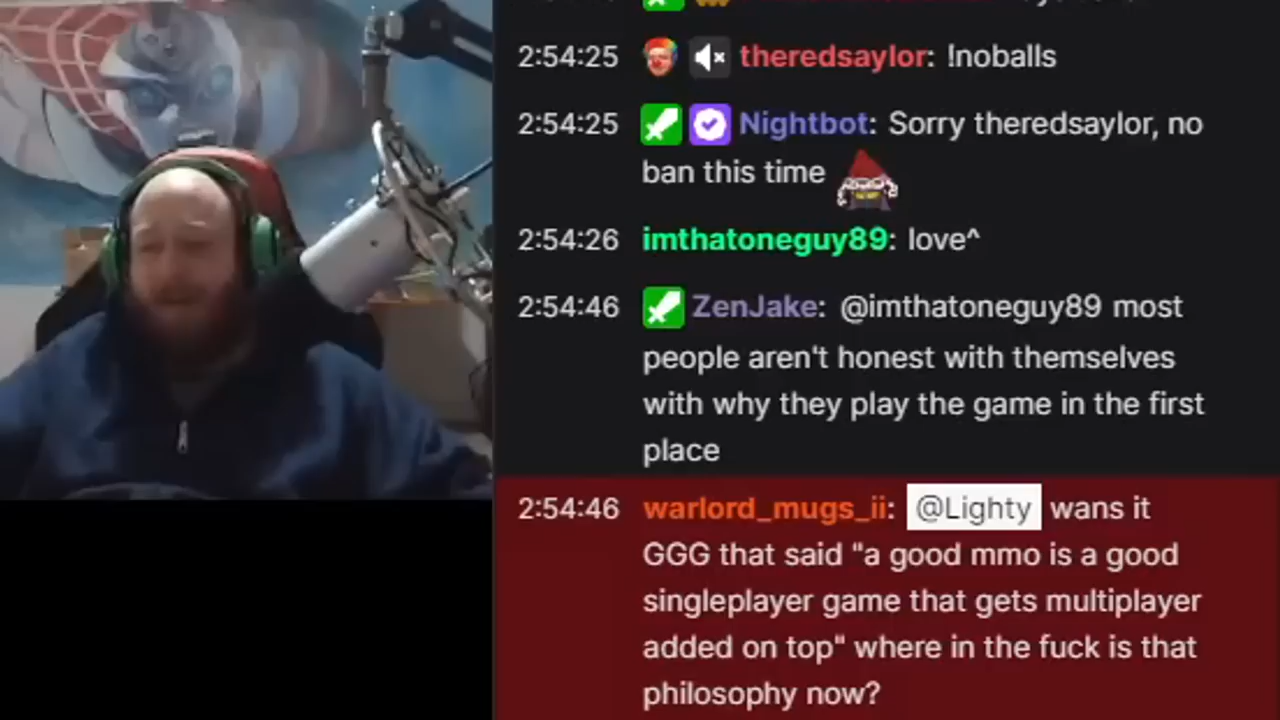 2:54:25 theredsaylor: !noballs
2:54:25 Nightbot: Sorry theredsaylor, no
ban this time
2:54:26 imthatoneguy89: love^
2:54:46 ZenJake: @imthatoneguy89 most
people aren't honest with themselves
with why they play the game in the first
place
2:54:46 warlord_mugs_ii: @Lighty wans it
GGG that said "a good mmo is a good
singleplayer game that gets multiplayer
added on top" where in the fuck is that
philosophy now?